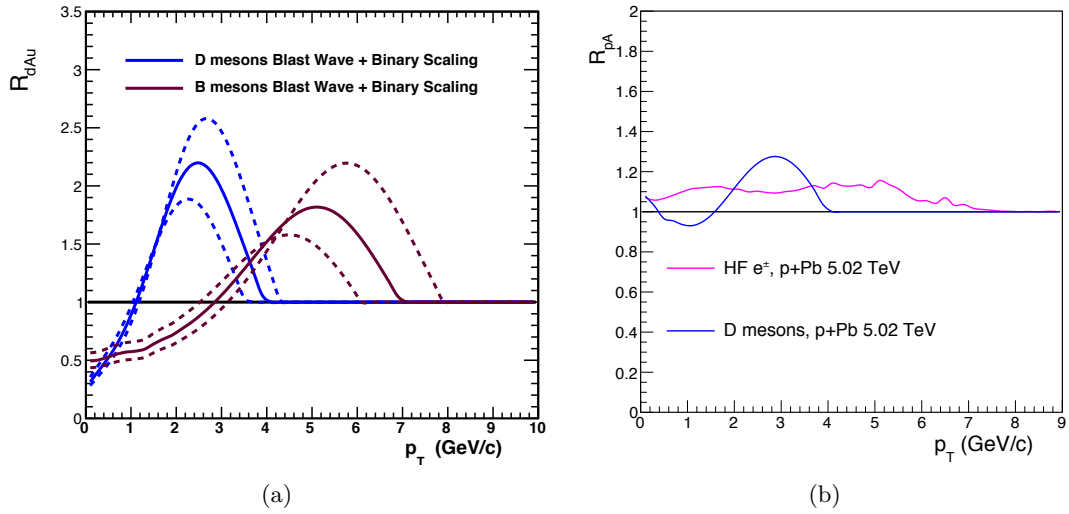 3.5
3
2.5
2
1.5
1
0.5
0
R_dAu
D mesons Blast Wave + Binary Scaling
B mesons Blast Wave + Binary Scaling
0 1 2 3 4 5 6 7 8 9 10
p_T (GeV/c)
(a)
2
1.8
1.6
1.4
1.2
1
0.8
0.6
0.4
0.2
0
R_pA
HF e±, p+Pb 5.02 TeV
D mesons, p+Pb 5.02 TeV
0 1 2 3 4 5 6 7 8 9
p_T (GeV/c)
(b)